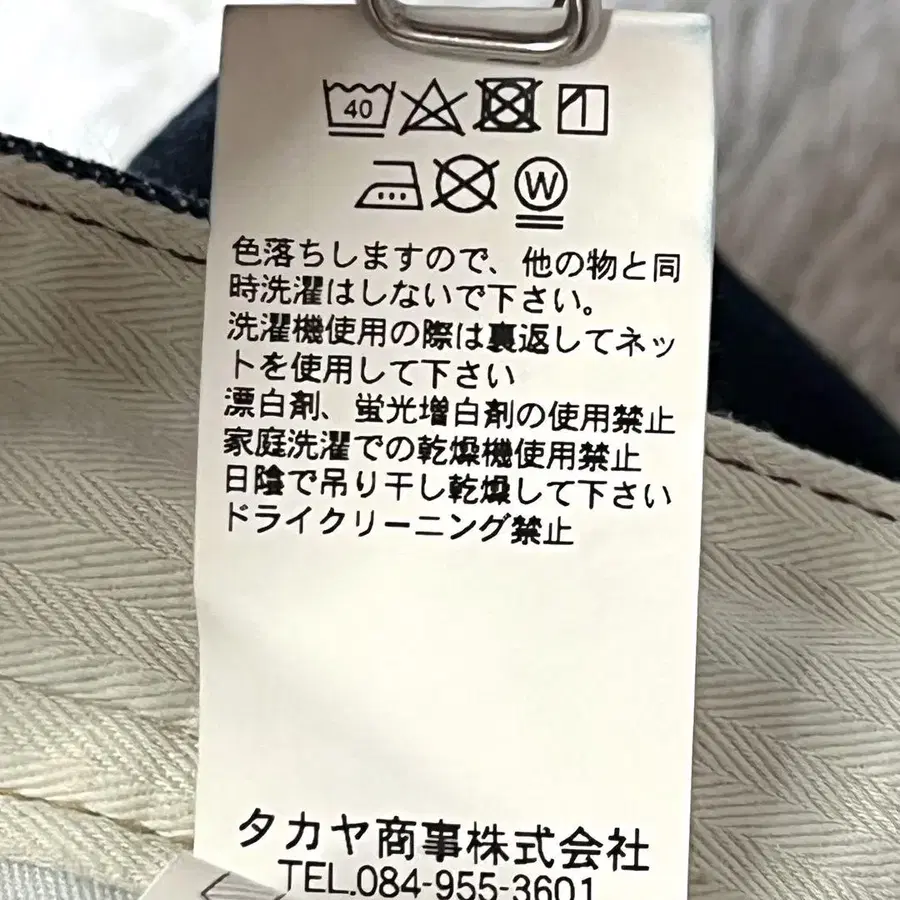 40
W
色落ちしますので、他の物と同
時洗濯はしないで下さい。
洗濯機使用の際は裏返してネッ
トを使用して下さい
漂白剤、蛍光増白剤の使用禁止
家庭洗濯での乾燥機使用禁止
日陰で吊り干し乾燥して下さい
ドライクリーニング禁止
タカヤ商事株式会社
TEL.084-955-3601